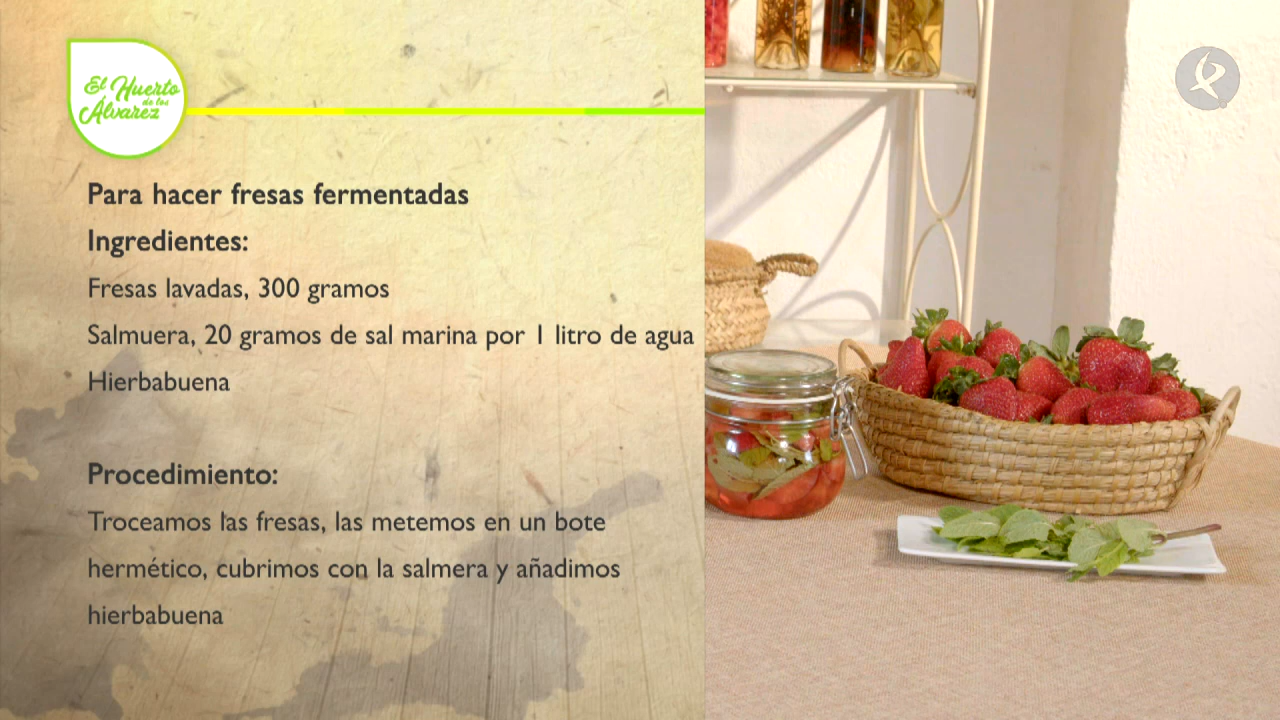 El Huerto
de los
Álvarez
Para hacer fresas fermentadas
Ingredientes:
Fresas lavadas, 300 gramos
Salmuera, 20 gramos de sal marina por 1 litro de agua
Hierbabuena
Procedimiento:
Troceamos las fresas, las metemos en un bote
hermético, cubrimos con la salmera y añadimos
hierbabuena